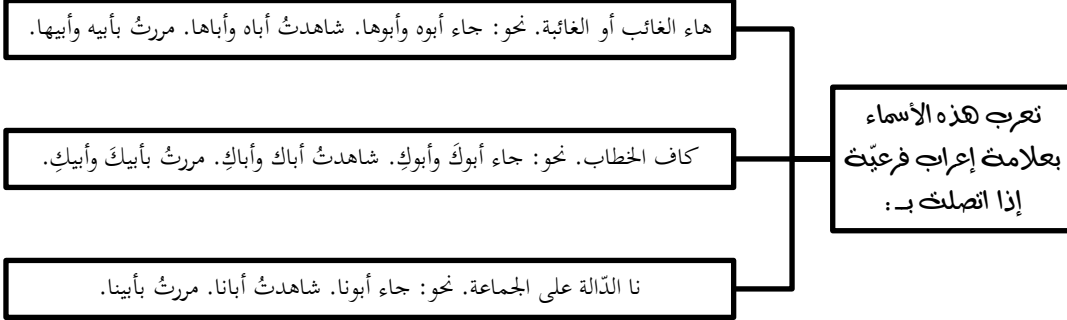 تعرب هذه الأسماء
بعلامة إعراب فرعيّة
إذا اتصلت بـ:
هاء الغائب أو الغائبة. نحو: جاء أبوه وأبوها. شاهدتُ أباه وأباها. مررتُ بأبيه وأبيها.
كاف الخطاب. نحو: جاء أبوكَ وأبوكِ. شاهدتُ أباك وأباكِ. مررتُ بأبيكَ وأبيكِ.
نا الدّالة على الجماعة. نحو: جاء أبونا. شاهدتُ أبانا. مررتُ بأبينا.